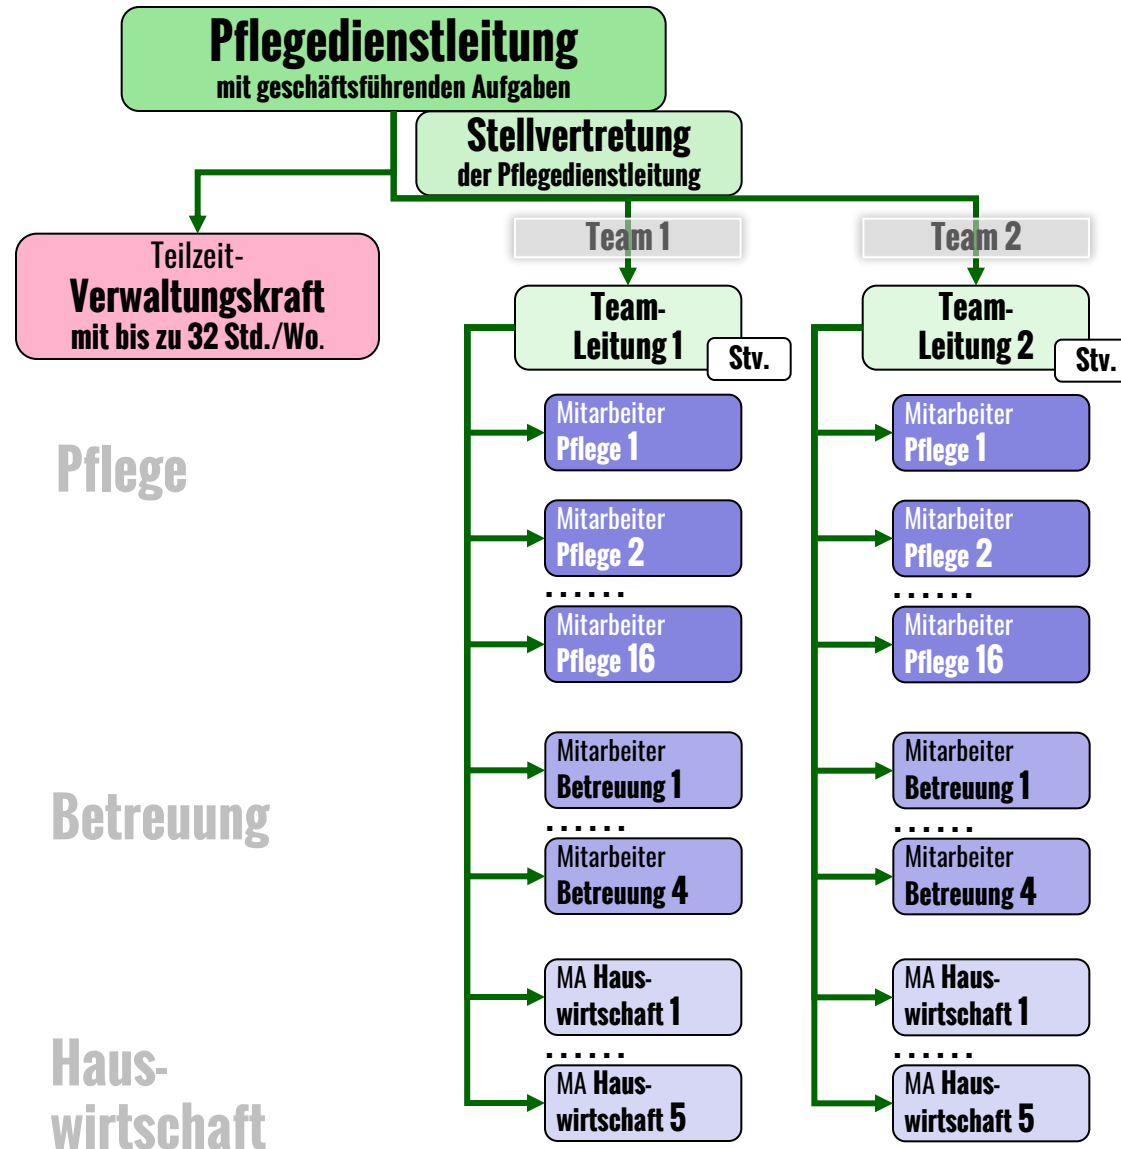 Pflegedienstleitung
mit geschäftsführenden Aufgaben
Stellvertretung
der Pflegedienstleitung
Teilzeit-
Verwaltungskraft
mit bis zu 32 Std./Wo.
Team 1
Team-
Leitung 1
Stv.
Team 2
Team-
Leitung 2
Stv.
Pflege
Mitarbeiter
Pflege 1
Mitarbeiter
Pflege 2
......
Mitarbeiter
Pflege 16
Mitarbeiter
Pflege 1
Mitarbeiter
Pflege 2
......
Mitarbeiter
Pflege 16
Betreuung
Mitarbeiter
Betreuung 1
......
Mitarbeiter
Betreuung 4
Mitarbeiter
Betreuung 1
......
Mitarbeiter
Betreuung 4
Haus-
wirtschaft
MA Haus-
wirtschaft 1
......
MA Haus-
wirtschaft 5
MA Haus-
wirtschaft 1
......
MA Haus-
wirtschaft 5